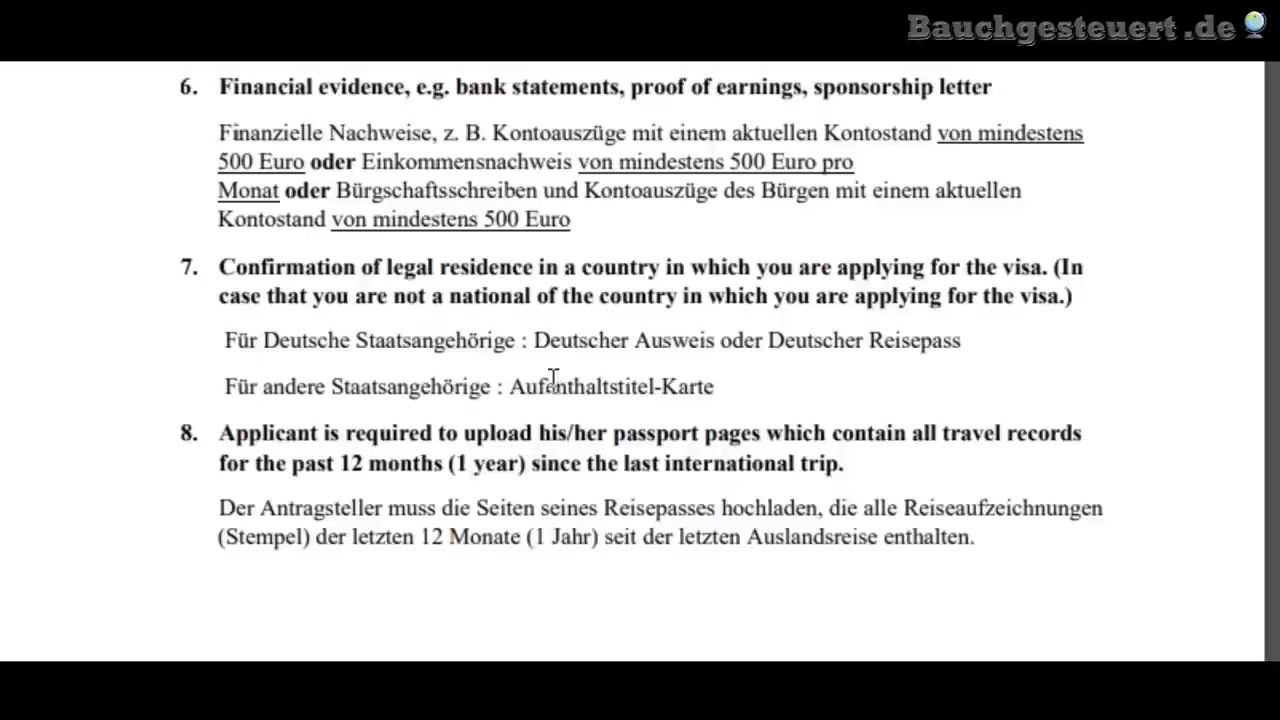 Bauchgesteuert.de
6. Financial evidence, e.g. bank statements, proof of earnings, sponsorship letter
Finanzielle Nachweise, z. B. Kontoauszüge mit einem aktuellen Kontostand von mindestens
500 Euro oder Einkommensnachweis von mindestens 500 Euro pro
Monat oder Bürgschaftsschreiben und Kontoauszüge des Bürgen mit einem aktuellen
Kontostand von mindestens 500 Euro
7. Confirmation of legal residence in a country in which you are applying for the visa. (In
case that you are not a national of the country in which you are applying for the visa.)
Für Deutsche Staatsangehörige : Deutscher Ausweis oder Deutscher Reisepass
Für andere Staatsangehörige : Aufenthaltstitel-Karte
8. Applicant is required to upload his/her passport pages which contain all travel records
for the past 12 months (1 year) since the last international trip.
Der Antragsteller muss die Seiten seines Reisepasses hochladen, die alle Reiseaufzeichnungen
(Stempel) der letzten 12 Monate (1 Jahr) seit der letzten Auslandsreise enthalten.